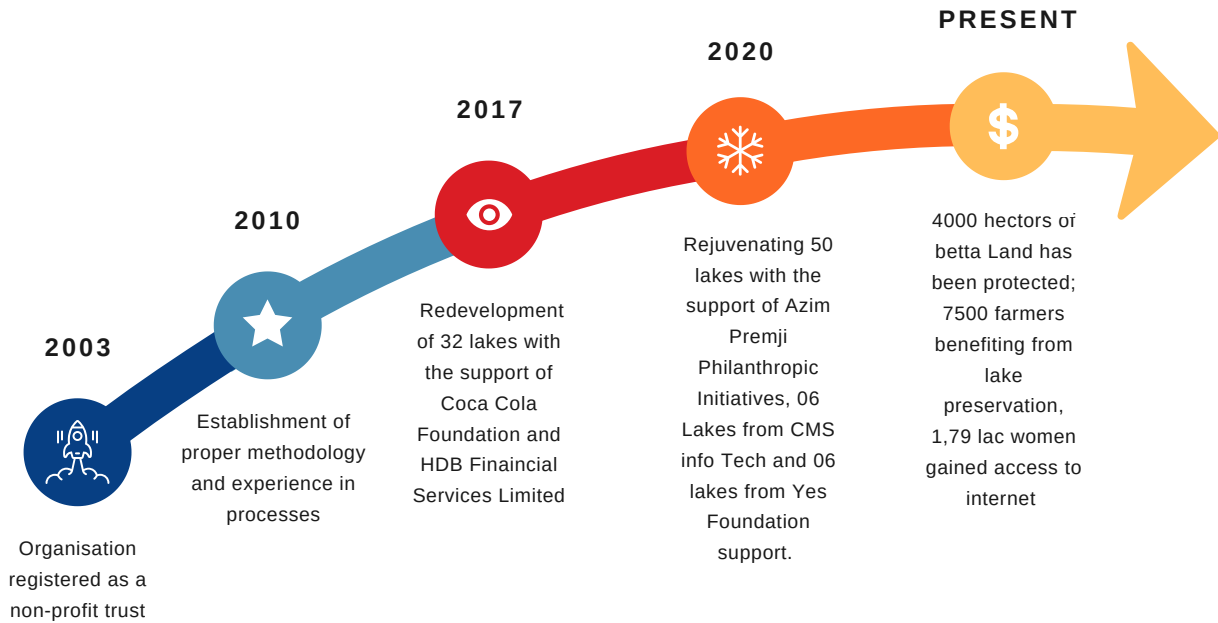 2003
Organisation
registered as a
non-profit trust
2010
Establishment of
proper methodology
and experience in
processes
2017
Redevelopment
of 32 lakes with
the support of
Coca Cola
Foundation and
HDB Finaincial
Services Limited
2020
Rejuvenating 50
lakes with the
support of Azim
Premji
Philanthropic
Initiatives, 06
Lakes from CMS
info Tech and 06
lakes from Yes
Foundation
support.
PRESENT
4000 hectors of
betta Land has
been protected;
7500 farmers
benefiting from
lake
preservation,
1,79 lac women
gained access to
internet